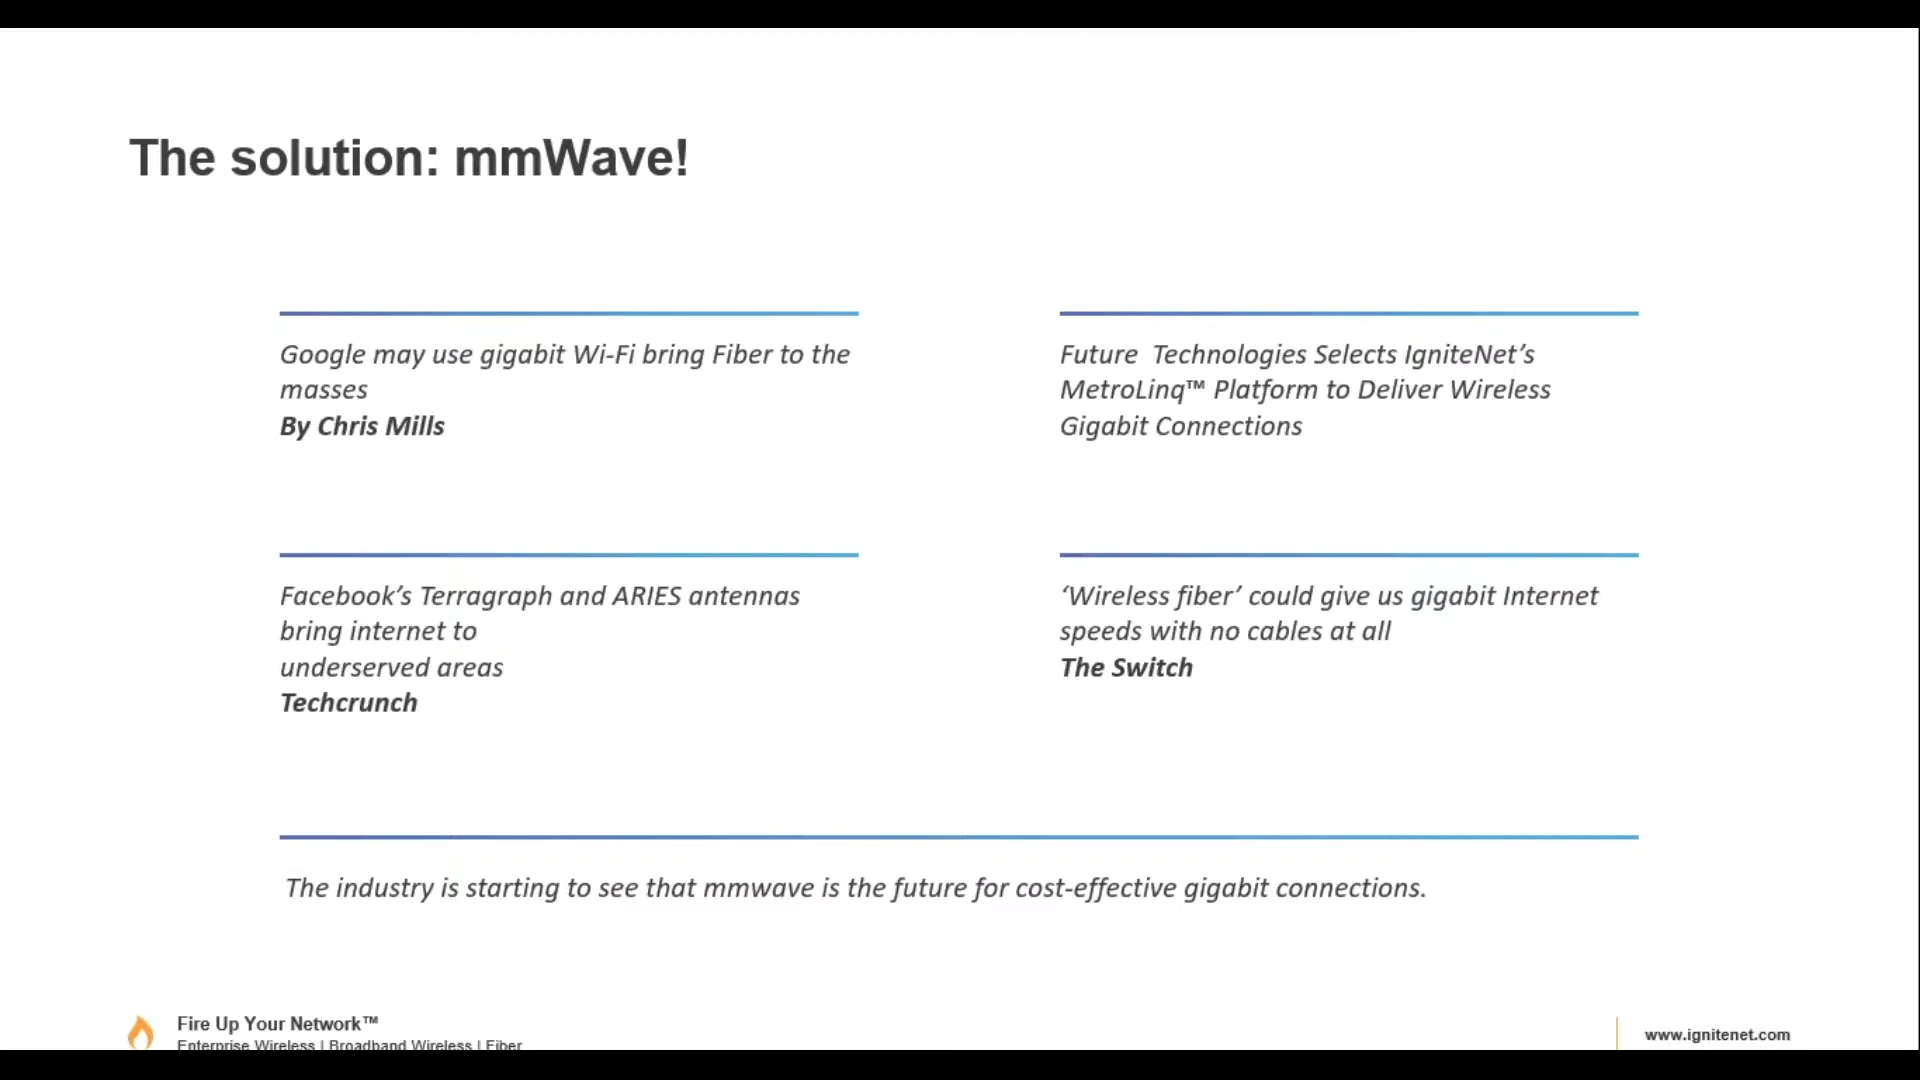 The solution: mmWave!
Google may use gigabit Wi-Fi bring Fiber to the
masses
By Chris Mills
Future  Technologies Selects IgniteNet’s
MetroLinq™ Platform to Deliver Wireless
Gigabit Connections
Facebook’s Terragraph and ARIES antennas
bring internet to
underserved areas
Techcrunch
‘Wireless fiber’ could give us gigabit Internet
speeds with no cables at all
The Switch
The industry is starting to see that mmwave is the future for cost-effective gigabit connections.
Fire Up Your Network™
Enterprise Wireless | Broadband Wireless | Fiber
www.ignitenet.com